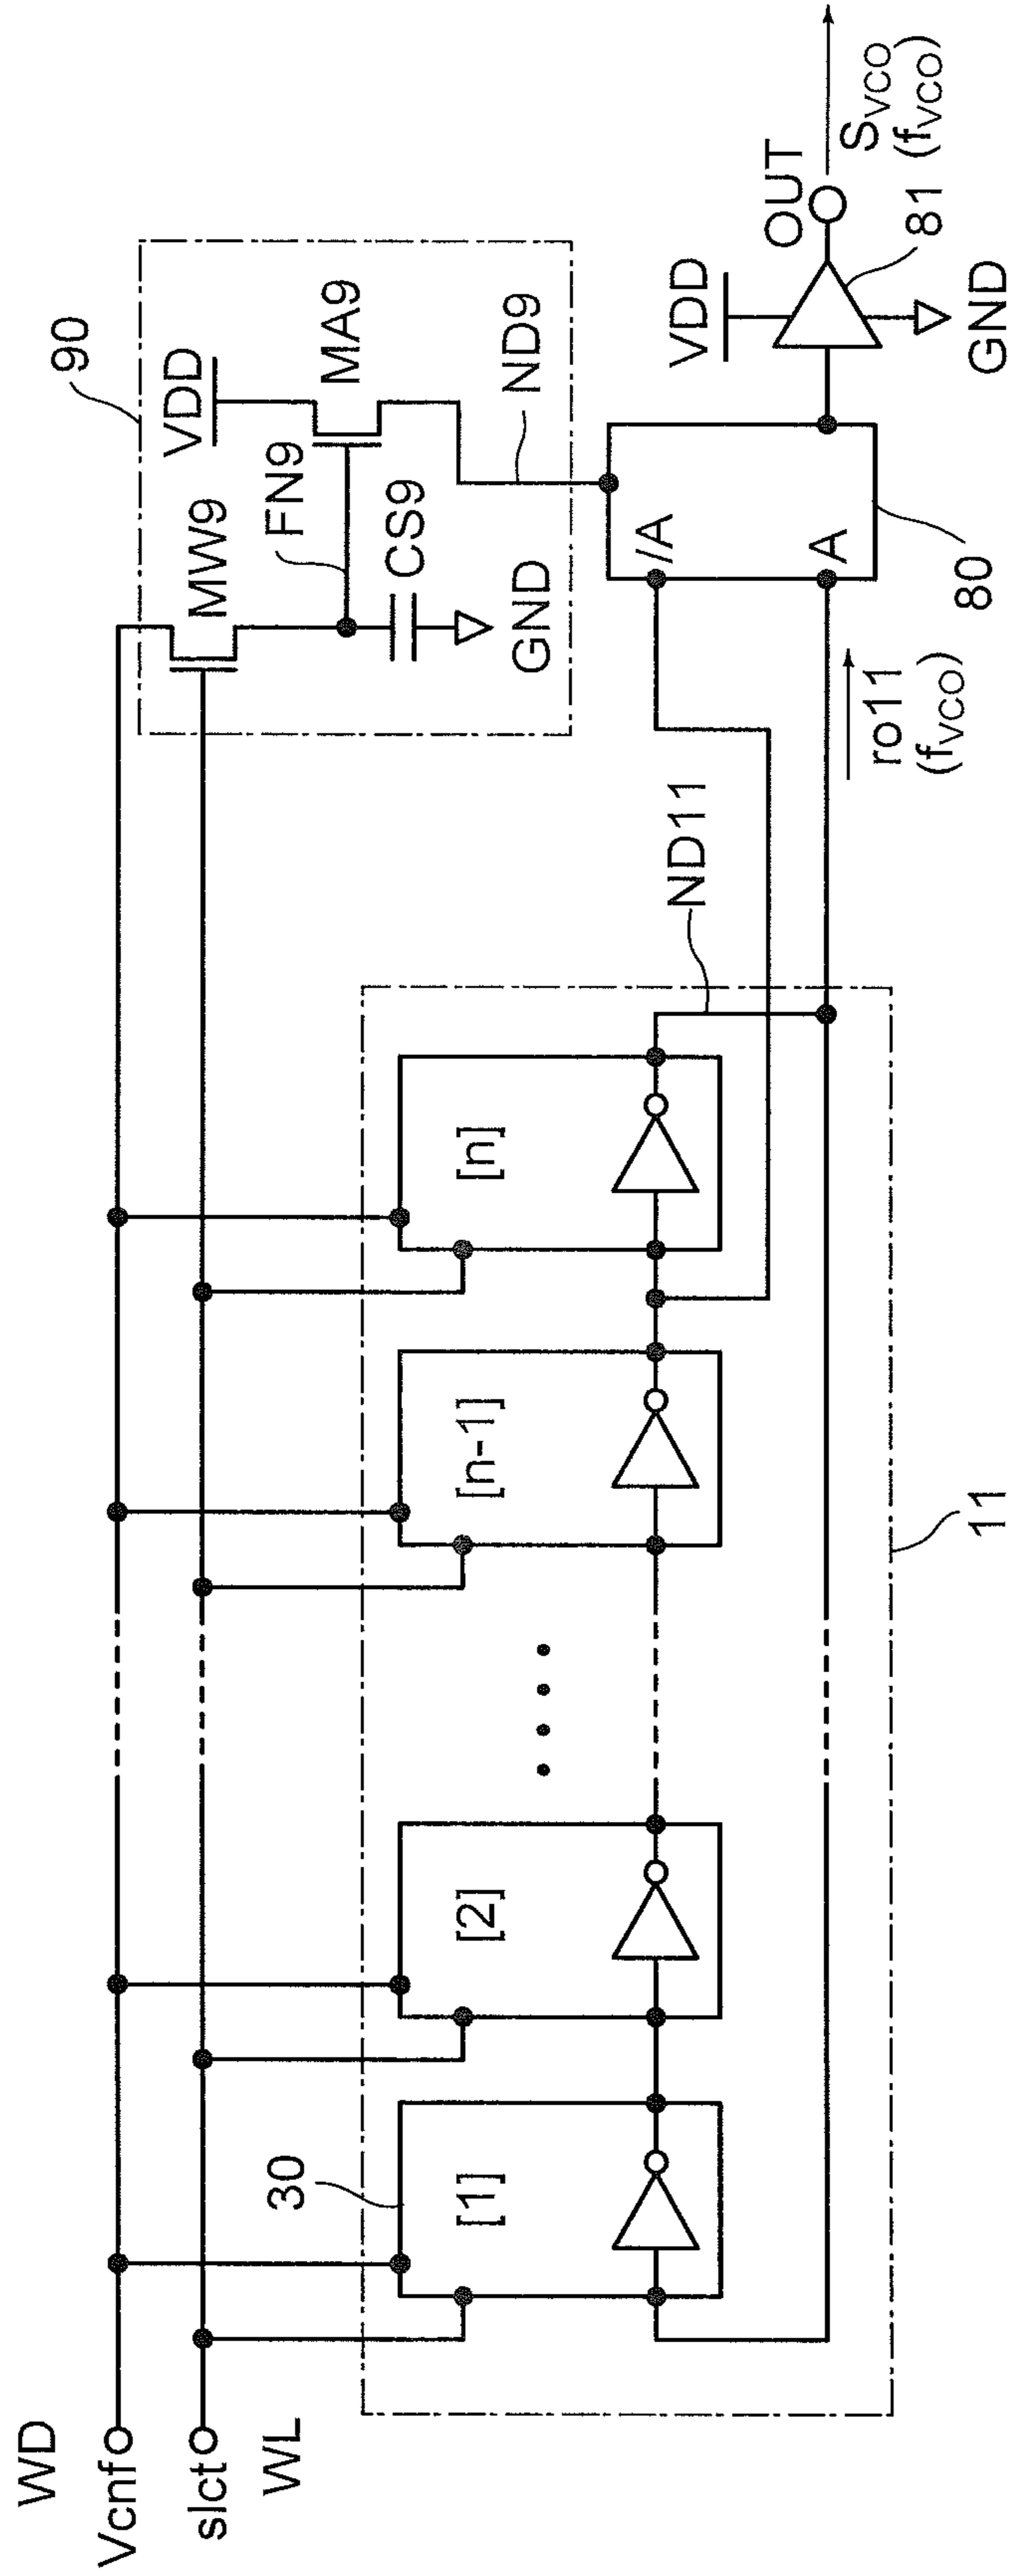 WD
Vcnf
slct
WL
30
[1]
[2]
[n-1]
[n]
11
ND11
90
VDD
MW9
FN9
MA9
CS9
GND
ND9
/A
A
80
ro11
(fVCO)
VDD
OUT
81
GND
SVCO
(fVCO)